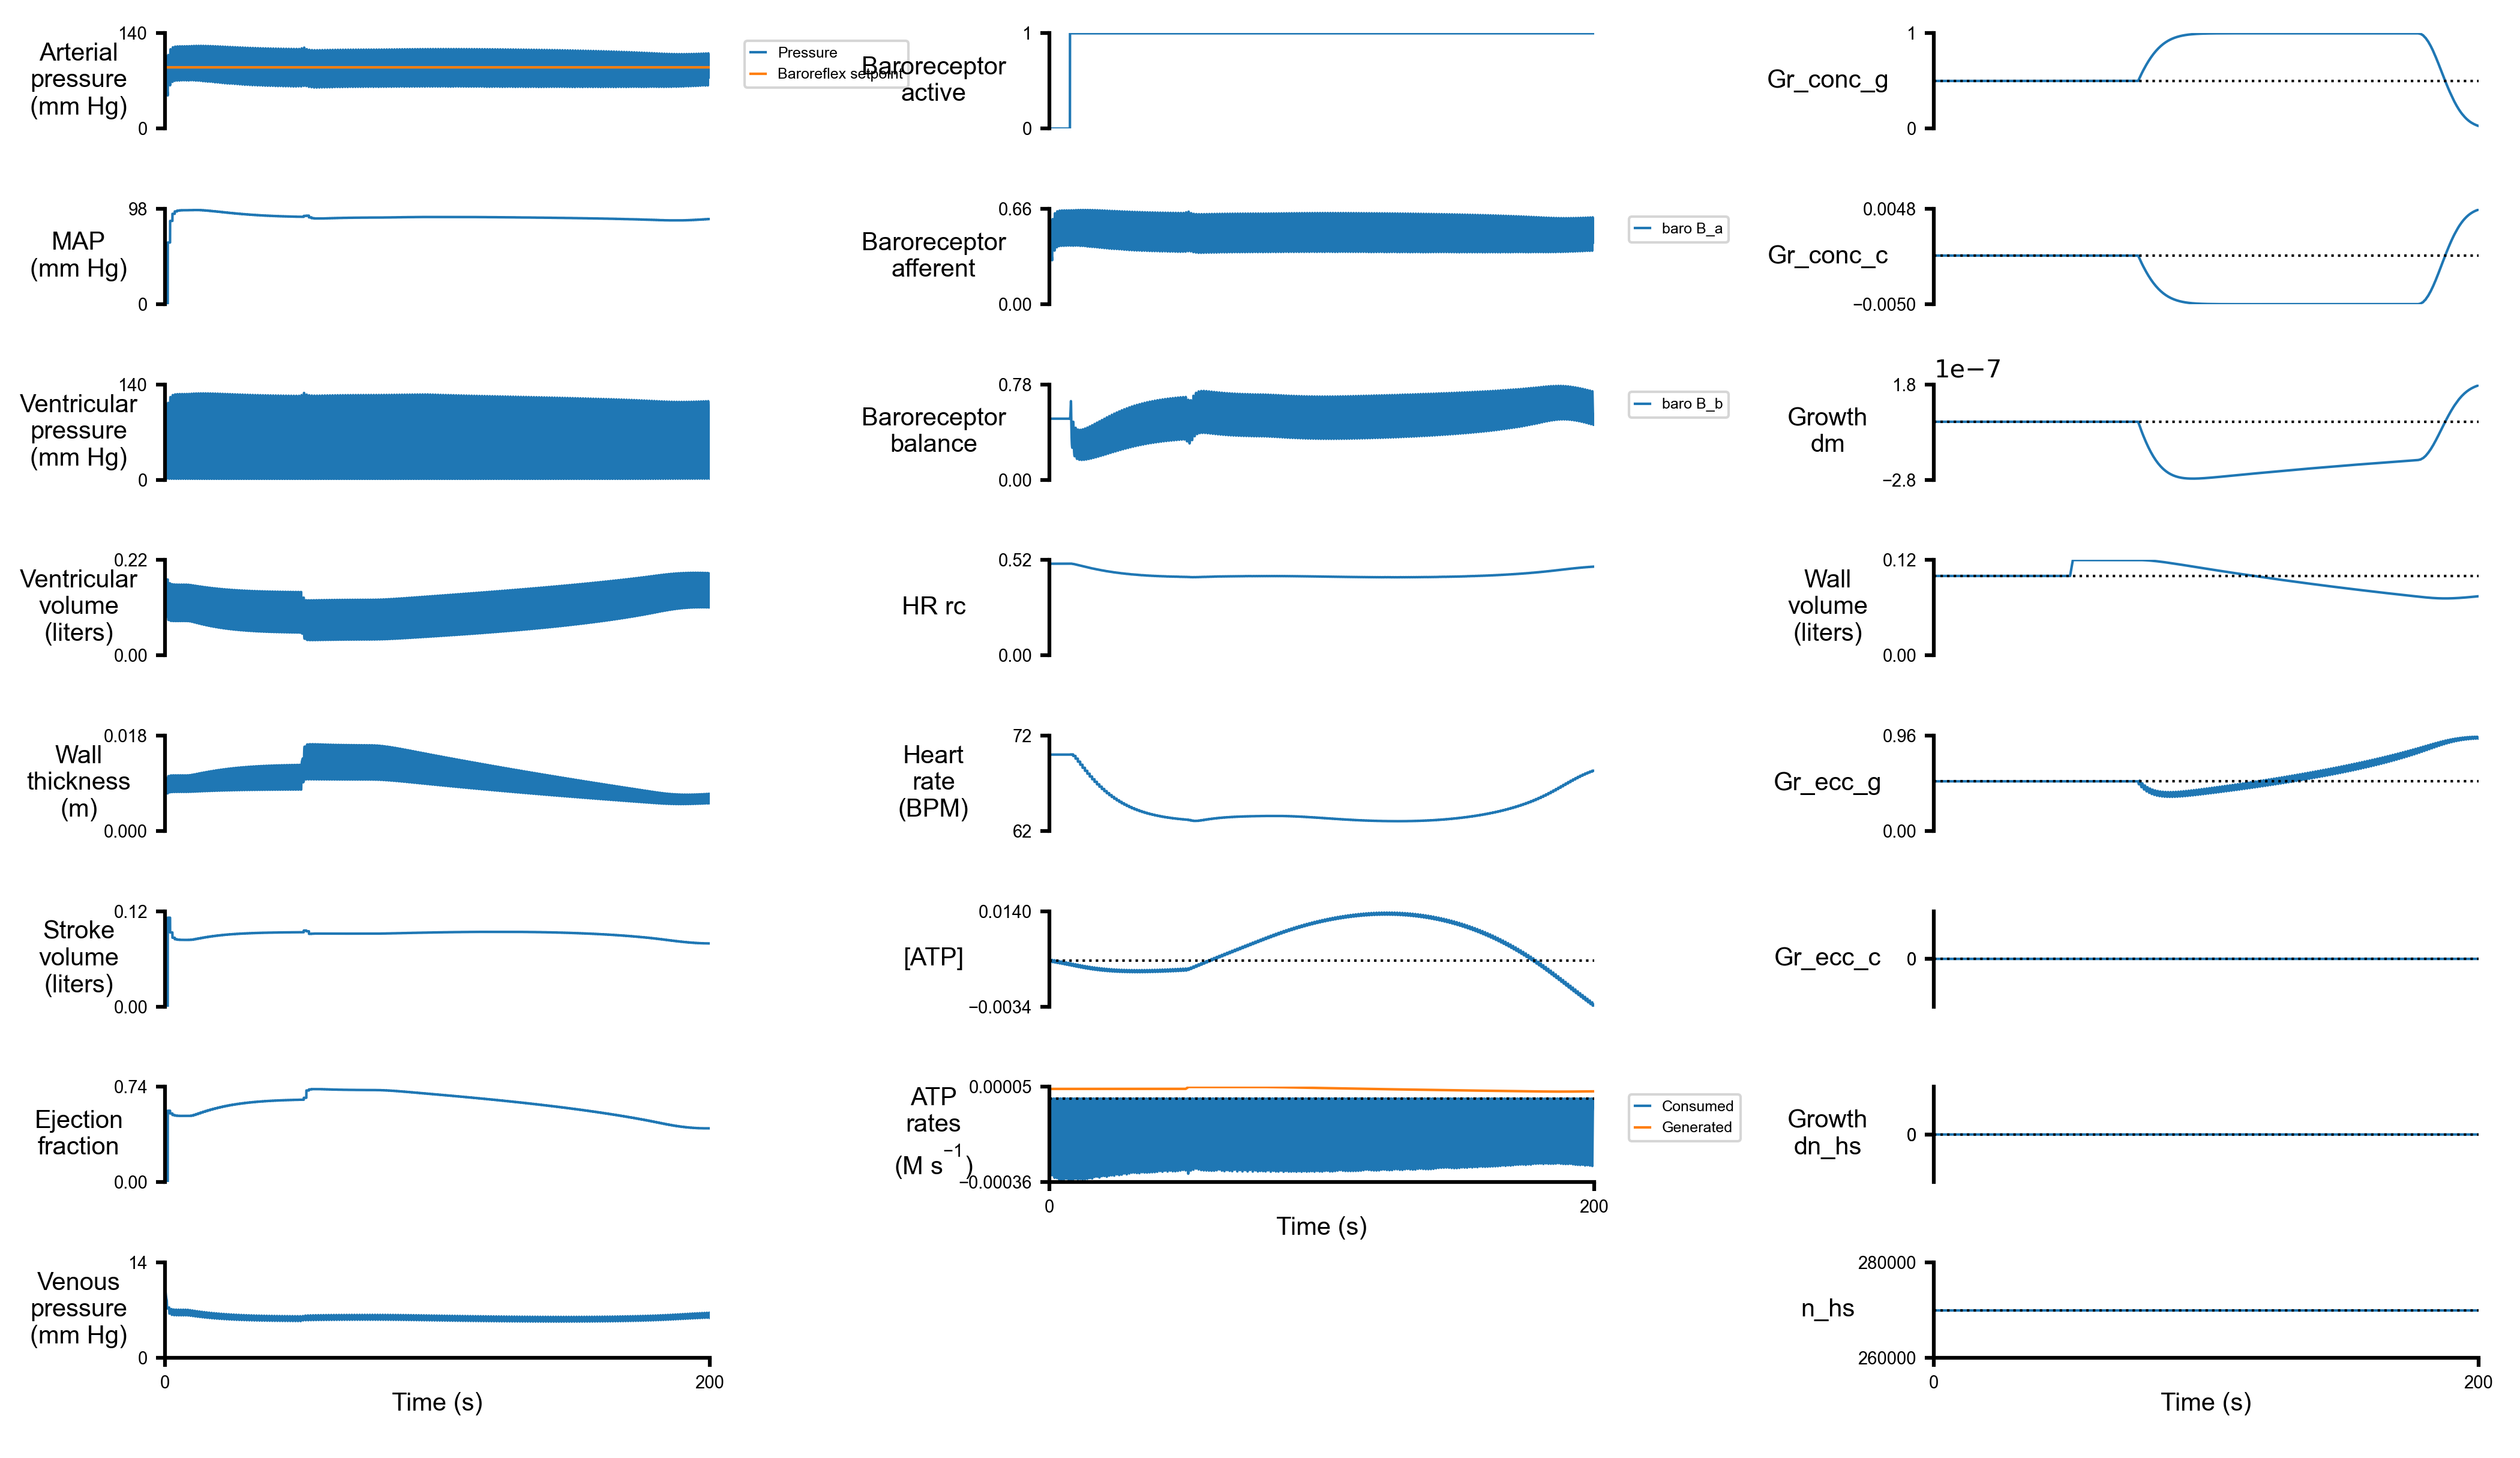 Arterial
pressure
(mm Hg)
140
0
Pressure
Baroreflex setpoint
MAP
(mm Hg)
98
0
Ventricular
pressure
(mm Hg)
140
0
Ventricular
volume
(liters)
0.22
0.00
Wall
thickness
(m)
0.018
0.000
Stroke
volume
(liters)
0.12
0.00
Ejection
fraction
0.74
0.00
Venous
pressure
(mm Hg)
14
0
0 200
Time (s)
Baroreceptor
active
1
0
Baroreceptor
afferent
0.66
0.00
baro B_a
Baroreceptor
balance
0.78
0.00
baro B_b
HR rc
0.52
0.00
Heart
rate
(BPM)
72
62
[ATP]
0.0140
−0.0034
ATP
rates
(M s⁻¹)
0.00005
−0.00036
Consumed
Generated
0 200
Time (s)
Gr_conc_g
1
0
Gr_conc_c
0.0048
−0.0050
Growth
dm
1e−7
1.8
−2.8
Wall
volume
(liters)
0.12
0.00
Gr_ecc_g
0.96
0.00
Gr_ecc_c
0
Growth
dn_hs
0
n_hs
280000
260000
0 200
Time (s)